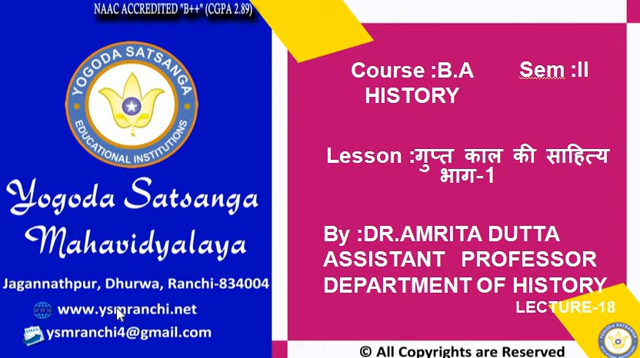 NAAC ACCREDITED "B++" (CGPA 2.89)
YOGODA SATSANGA
EDUCATIONAL INSTITUTIONS
Yogoda Satsanga
Mahavidyalaya
Jagannathpur, Dhurwa, Ranchi-834004
www.ysmranchi.net
ysmranchi4@gmail.com
Course :B.A Sem :II
HISTORY
Lesson :गुप्त काल की साहित्य
भाग-1
By :DR.AMRITA DUTTA
ASSISTANT PROFESSOR
DEPARTMENT OF HISTORY
LECTURE-18
© All Copyrights are Reserved